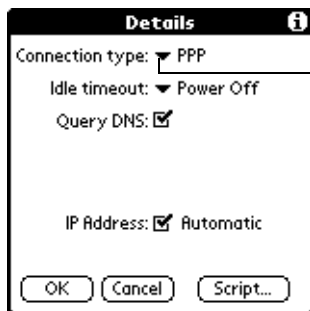 Details
Connection type: PPP
Idle timeout: Power Off
Query DNS:
IP Address: Automatic
OK Cancel Script...